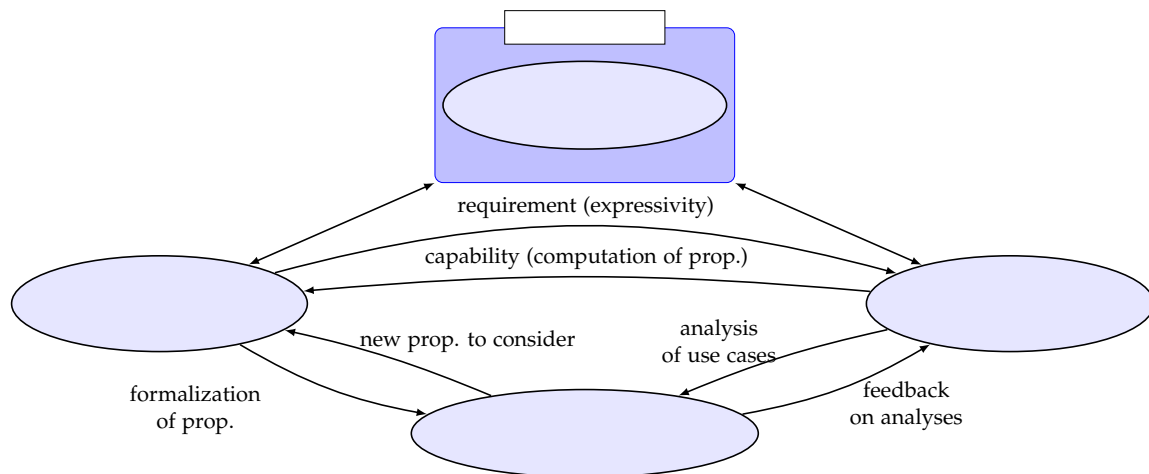 requirement (expressivity)
capability (computation of prop.)
new prop. to consider
analysis
of use cases
formalization
of prop.
feedback
on analyses